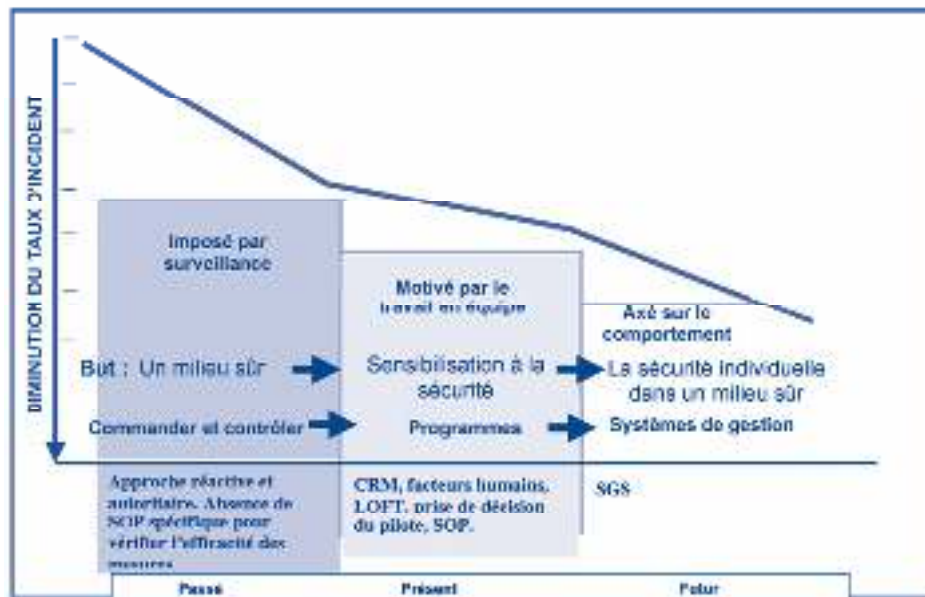 DIMINUTION DU TAUX D'INCIDENT
Imposé par
surveillance
Motivé par le
travail en équipe
Axé sur le
comportement
But : Un milieu sûr
Sensibilisation à la
sécurité
La sécurité individuelle
dans un milieu sûr
Commander et contrôler
Programmes
Systèmes de gestion
Approche réactive et
autoritaire. Absence de
SOP spécifique pour
vérifier l'efficacité des
mesures
CRM, facteurs humains,
LOFT, prise de décision
du pilote, SOP.
SGS
Passé
Présent
Futur